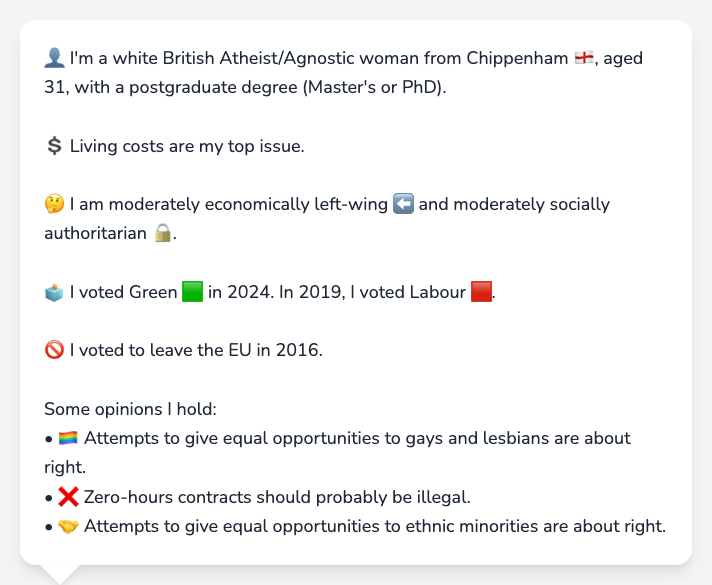 👤 I'm a white British Atheist/Agnostic woman from Chippenham 🏴󠁧󠁢󠁥󠁮󠁧󠁿, aged
31, with a postgraduate degree (Master's or PhD).
💲 Living costs are my top issue.
🤔 I am moderately economically left-wing ⬅️ and moderately socially
authoritarian 🔒.
🗳️ I voted Green 🟩 in 2024. In 2019, I voted Labour 🟥.
🚫 I voted to leave the EU in 2016.
Some opinions I hold:
• 🏳️‍🌈 Attempts to give equal opportunities to gays and lesbians are about
right.
• ❌ Zero-hours contracts should probably be illegal.
• 🤝 Attempts to give equal opportunities to ethnic minorities are about right.